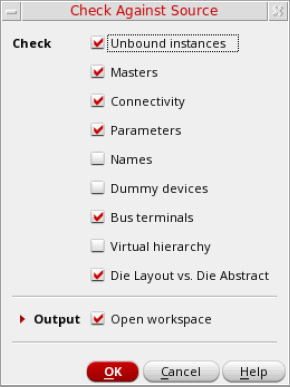 Check Against Source
Check Unbound instances
Masters
Connectivity
Parameters
Names
Dummy devices
Bus terminals
Virtual hierarchy
Die Layout vs. Die Abstract
Output Open workspace
OK Cancel Help